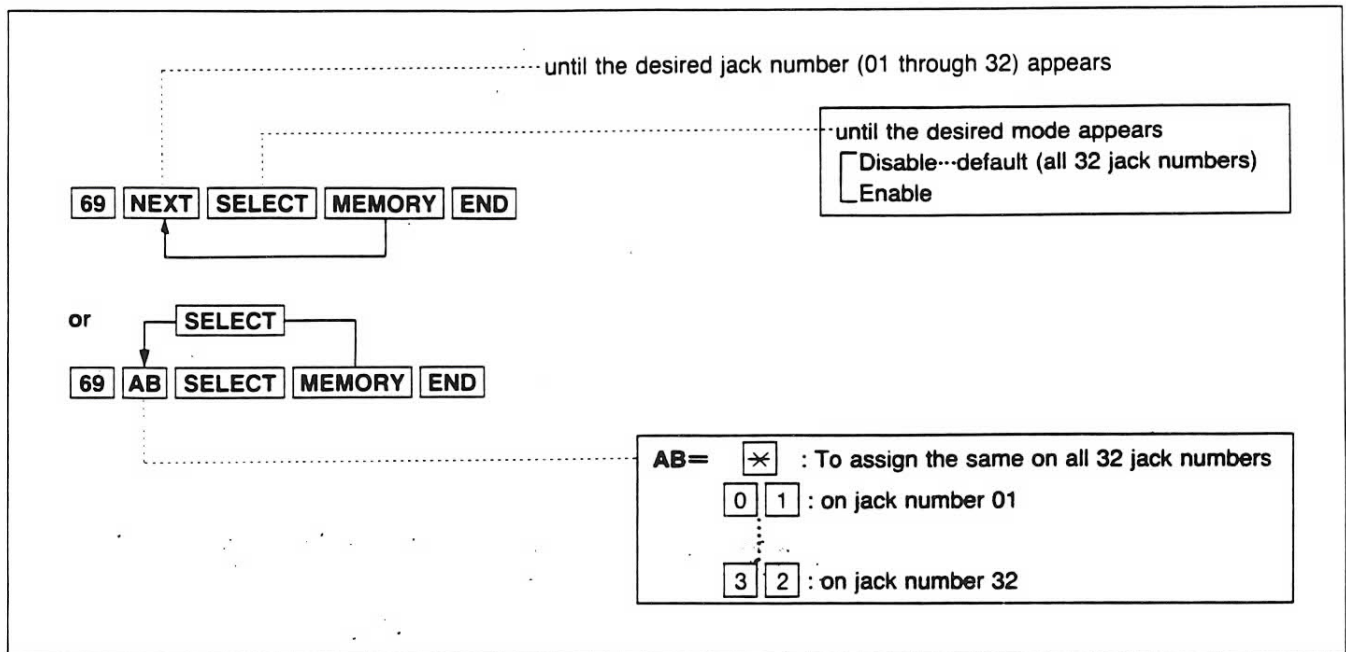 until the desired jack number (01 through 32) appears
until the desired mode appears
Disable···default (all 32 jack numbers)
Enable
69 NEXT SELECT MEMORY END
or SELECT
69 AB SELECT MEMORY END
AB= * : To assign the same on all 32 jack numbers
0 1 : on jack number 01
3 2 : on jack number 32